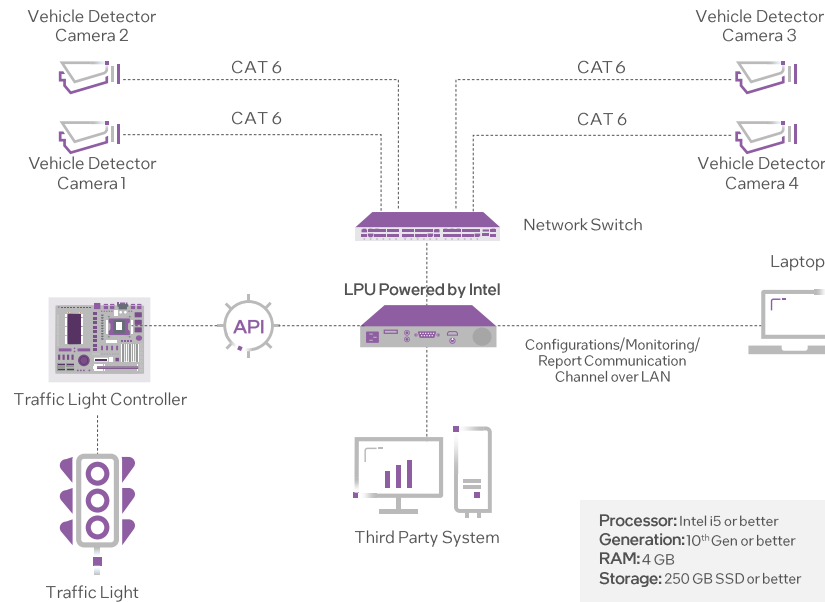 Vehicle Detector
Camera 2
Vehicle Detector
Camera 3
CAT 6
CAT 6
CAT 6
CAT 6
Vehicle Detector
Camera 1
Vehicle Detector
Camera 4
Network Switch
Laptop
LPU Powered by Intel
API
Configurations/Monitoring/
Report Communication
Channel over LAN
Traffic Light Controller
Third Party System
Traffic Light
Processor: Intel i5 or better
Generation: 10th Gen or better
RAM: 4 GB
Storage: 250 GB SSD or better